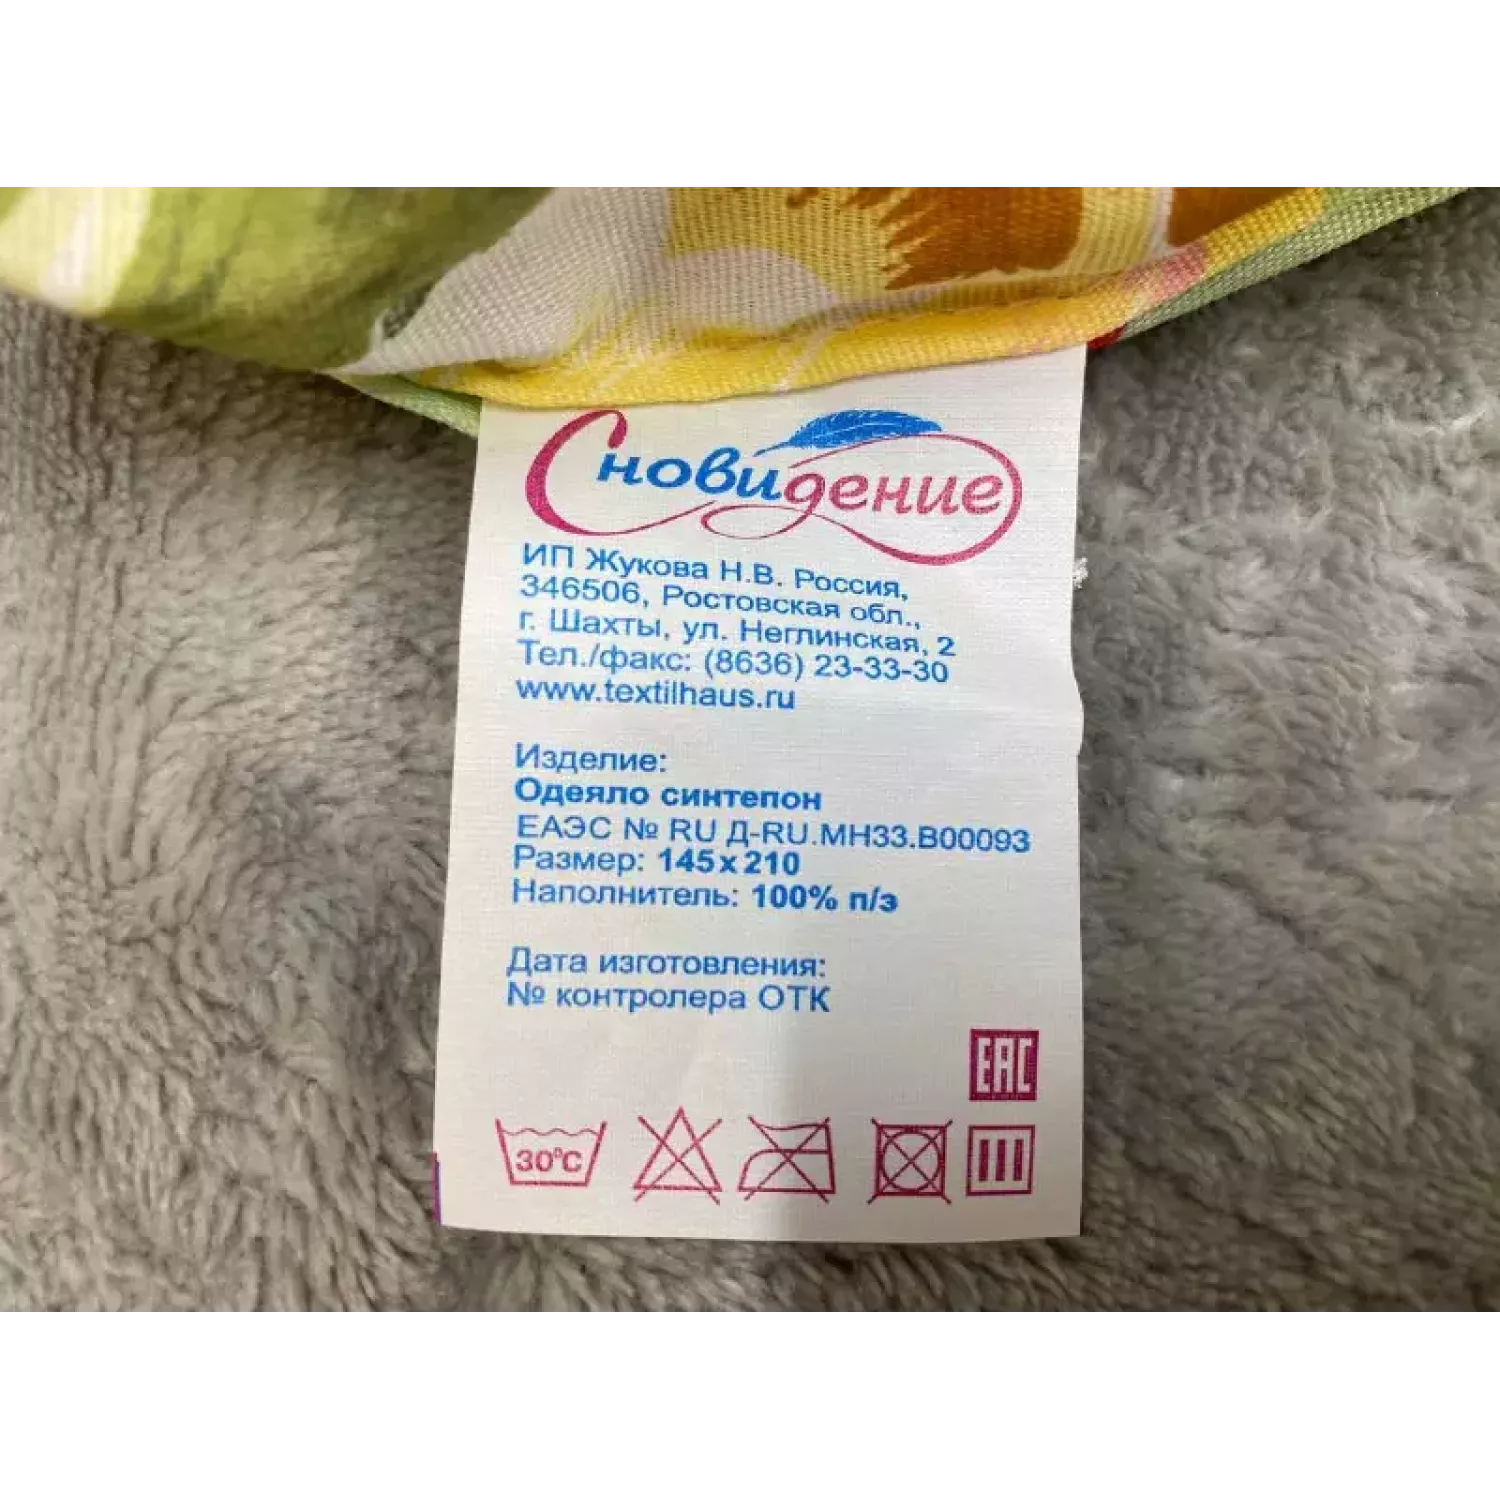 Сновидение
ИП Жукова Н.В. Россия,
346506, Ростовская обл.,
г. Шахты, ул. Неглинская, 2
Тел./факс: (8636) 23-33-30
www.textilhaus.ru
Изделие:
Одеяло синтепон
ЕАЭС № RU Д-RU.МН33.В00093
Размер: 145х210
Наполнитель: 100% п/э
Дата изготовления:
№ контролера ОТК
ЕАС
30°С